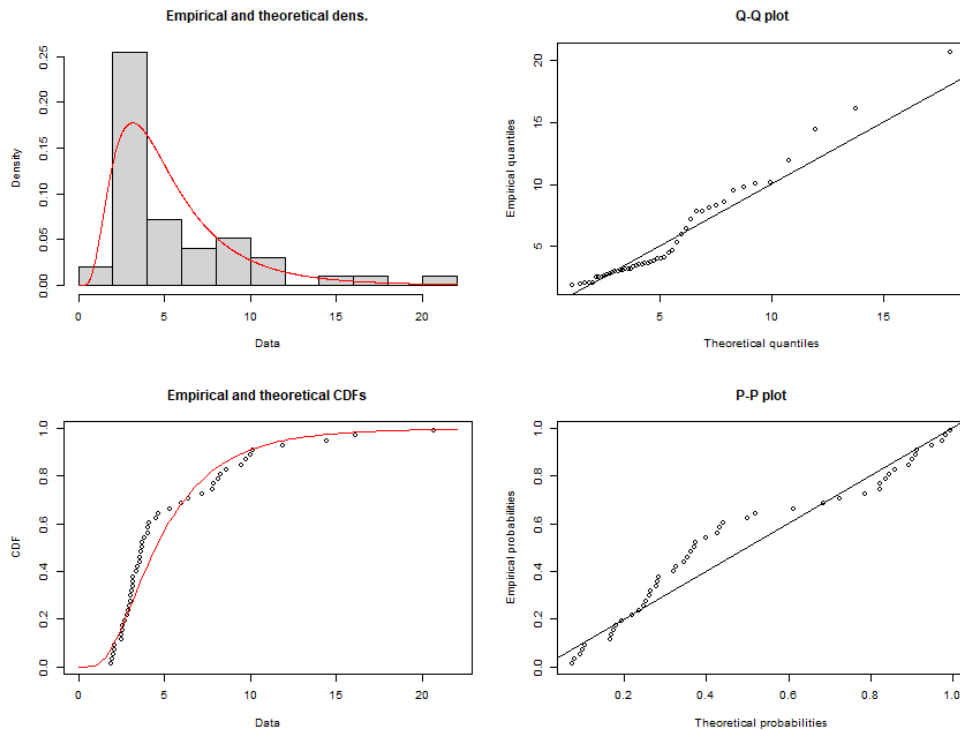 Empirical and theoretical dens.
Density
0.00 0.05 0.10 0.15 0.20 0.25
0 5 10 15 20
Data
Q-Q plot
Empirical quantiles
5 10 15 20
5 10 15
Theoretical quantiles
Empirical and theoretical CDFs
CDF
0.0 0.2 0.4 0.6 0.8 1.0
0 5 10 15 20
Data
P-P plot
Empirical probabilities
0.0 0.2 0.4 0.6 0.8 1.0
0.2 0.4 0.6 0.8 1.0
Theoretical probabilities